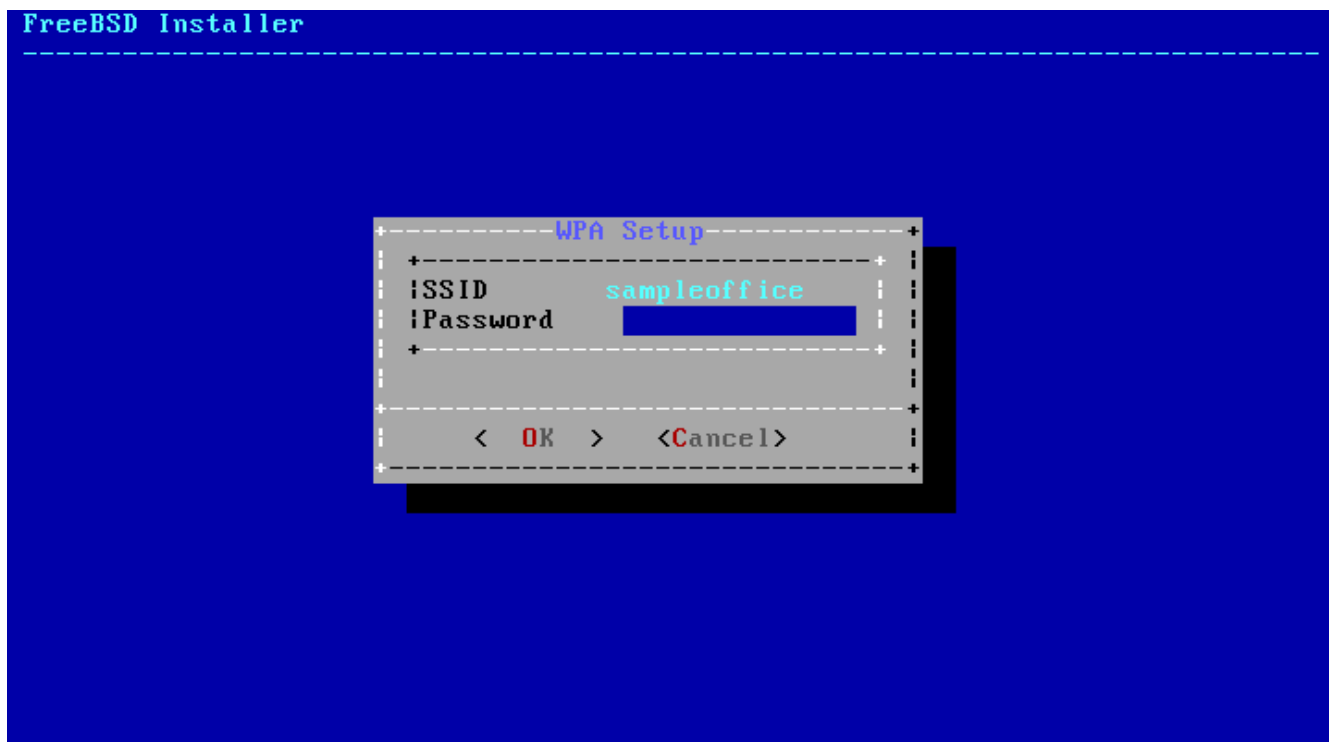 FreeBSD Installer
WPA Setup
SSID sampleoffice
Password
< OK > <Cancel>